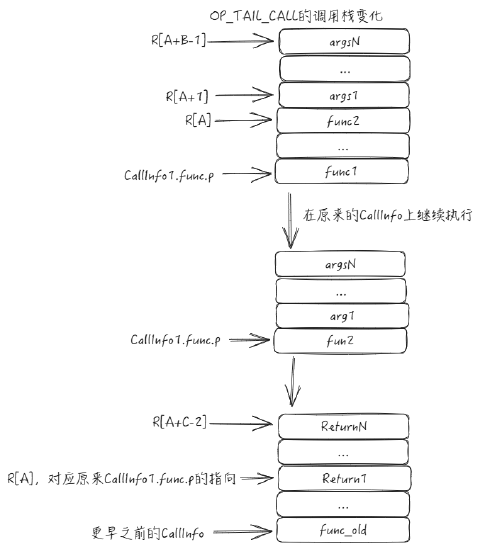 OP_TAIL_CALL的调用栈变化
R[A+B-1] argsN
...
R[A+1] args1
R[A] func2
...
CallInfo1.func.p func1
在原来的CallInfo上继续执行
argsN
...
arg1
CallInfo1.func.p fun2
R[A+C-2] ReturnN
...
R[A], 对应原来CallInfo1.func.p的指向 Return1
...
更早之前的CallInfo func_old